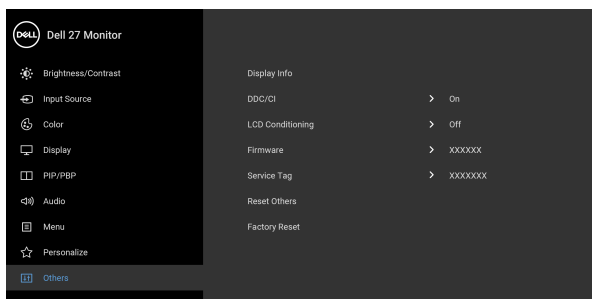 DELL Dell 27 Monitor
Brightness/Contrast Display Info
Input Source DDC/CI On
Color LCD Conditioning Off
Display Firmware XXXXXX
PIP/PBP Service Tag XXXXXXX
Audio Reset Others
Menu Factory Reset
Personalize
Others